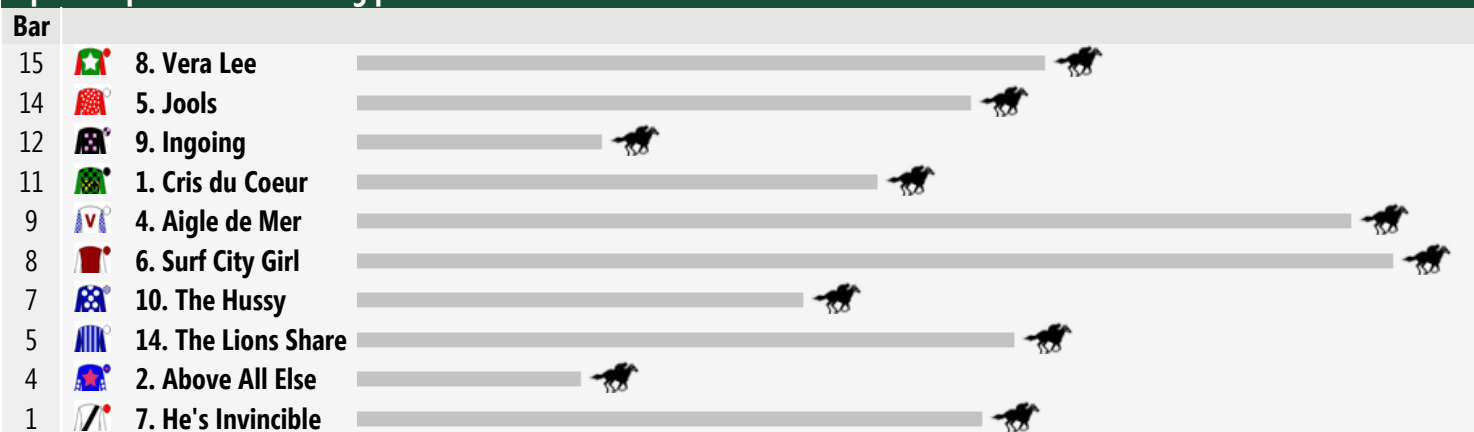 Bar
15 8. Vera Lee
14 5. Jools
12 9. Ingoing
11 1. Cris du Coeur
9 V 4. Aigle de Mer
8 6. Surf City Girl
7 10. The Hussy
5 14. The Lions Share
4 2. Above All Else
1 7. He's Invincible